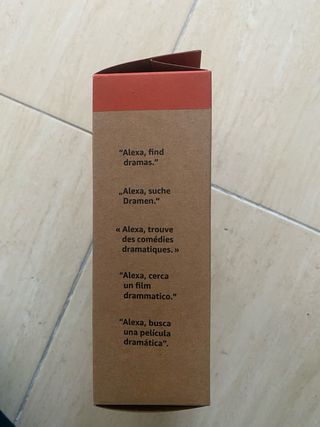 “Alexa, find
dramas.”
„Alexa, suche
Dramen.“
« Alexa, trouve
des comédies
dramatiques. »
“Alexa, cerca
un film
drammatico.”
“Alexa, busca
una película
dramática”.